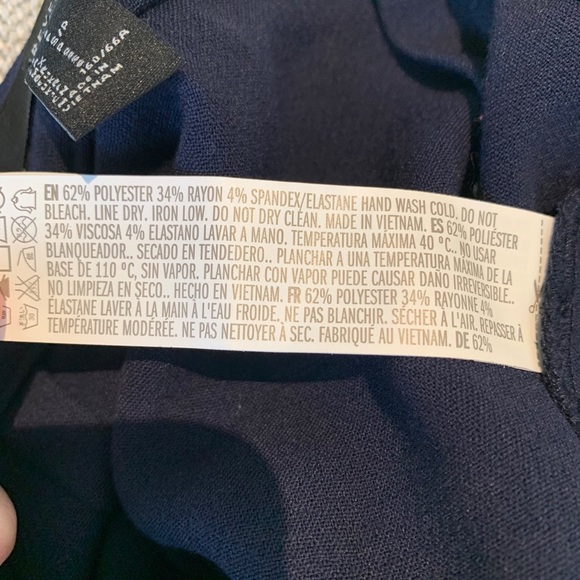 VIETNAM
EN 62% POLYESTER 34% RAYON 4% SPANDEX/ELASTANE HAND WASH COLD. DO NOT
BLEACH. LINE DRY. IRON LOW. DO NOT DRY CLEAN. MADE IN VIETNAM. ES 62% POLIÉSTER
34% VISCOSA 4% ELASTANO LAVAR A MANO. TEMPERATURA MÁXIMA 40 ºC.. NO USAR
BLANQUEADOR.. SECADO EN TENDEDERO.. PLANCHAR A UNA TEMPERATURA MÁXIMA DE LA
BASE DE 110 ºC, SIN VAPOR. PLANCHAR CON VAPOR PUEDE CAUSAR DAÑO IRREVERSIBLE..
NO LIMPIEZA EN SECO.. HECHO EN VIETNAM. FR 62% POLYESTER 34% RAYONNE 4%
ÉLASTANE LAVER À LA MAIN À L'EAU FROIDE. NE PAS BLANCHIR. SÉCHER À L'AIR. REPASSER À
TEMPÉRATURE MODÉRÉE. NE PAS NETTOYER À SEC. FABRIQUÉ AU VIETNAM. DE 62%